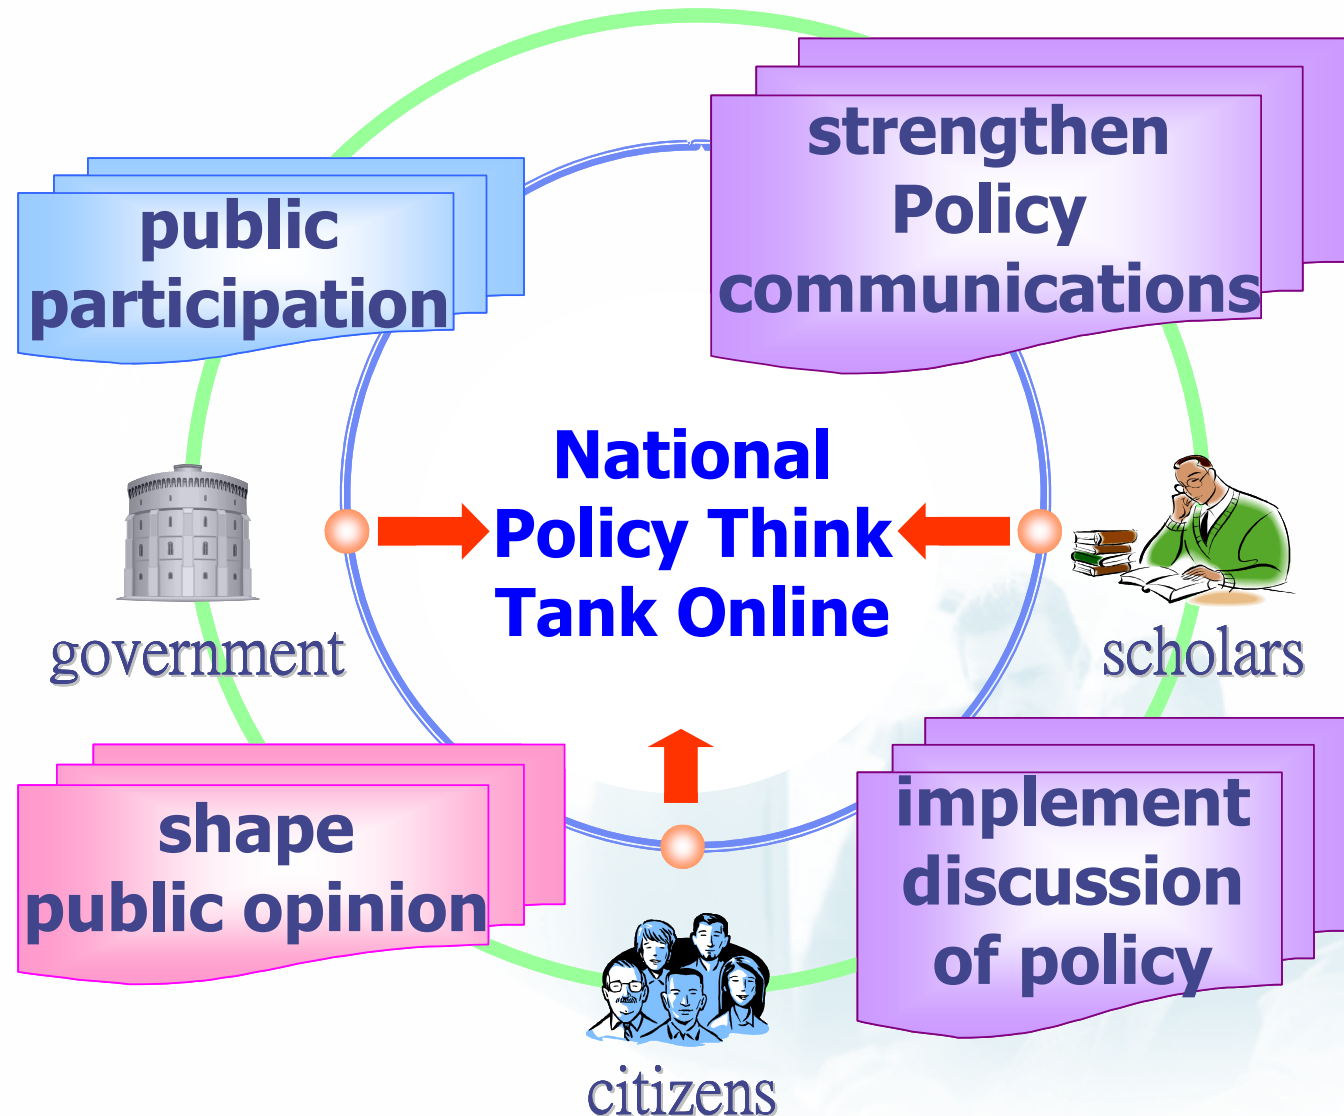 strengthen
Policy
communications
public
participation
National
Policy Think
Tank Online
government
scholars
shape
public opinion
implement
discussion
of policy
citizens